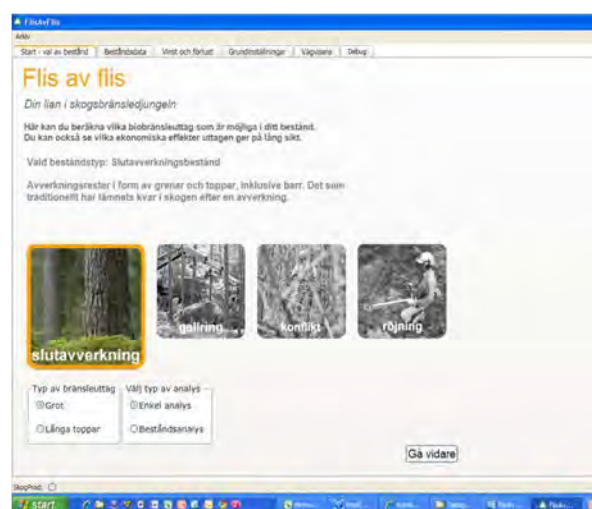 FlisAvFlis
Arkiv
Start - val av bestånd Beståndsdata Vinst och förlust Grundinställningar Vägvisare Debug
Flis av flis
Din lian i skogsbränsledjungeln
Här kan du beräkna vilka biobränsleuttag som är möjliga i ditt bestånd.
Du kan också se vilka ekonomiska effekter uttagen ger på lång sikt.
Vald beståndstyp: Slutavverkningsbestånd
Avverkningsrester i form av grenar och toppar, inklusive barr. Det som
traditionellt har lämnats kvar i skogen efter en avverkning.
slutavverkning gallring konflikt röjning
Typ av bränsleuttag Välj typ av analys
Grot Enkel analys
Långa toppar Beståndsanalys
Gå vidare
SkogProd:
start